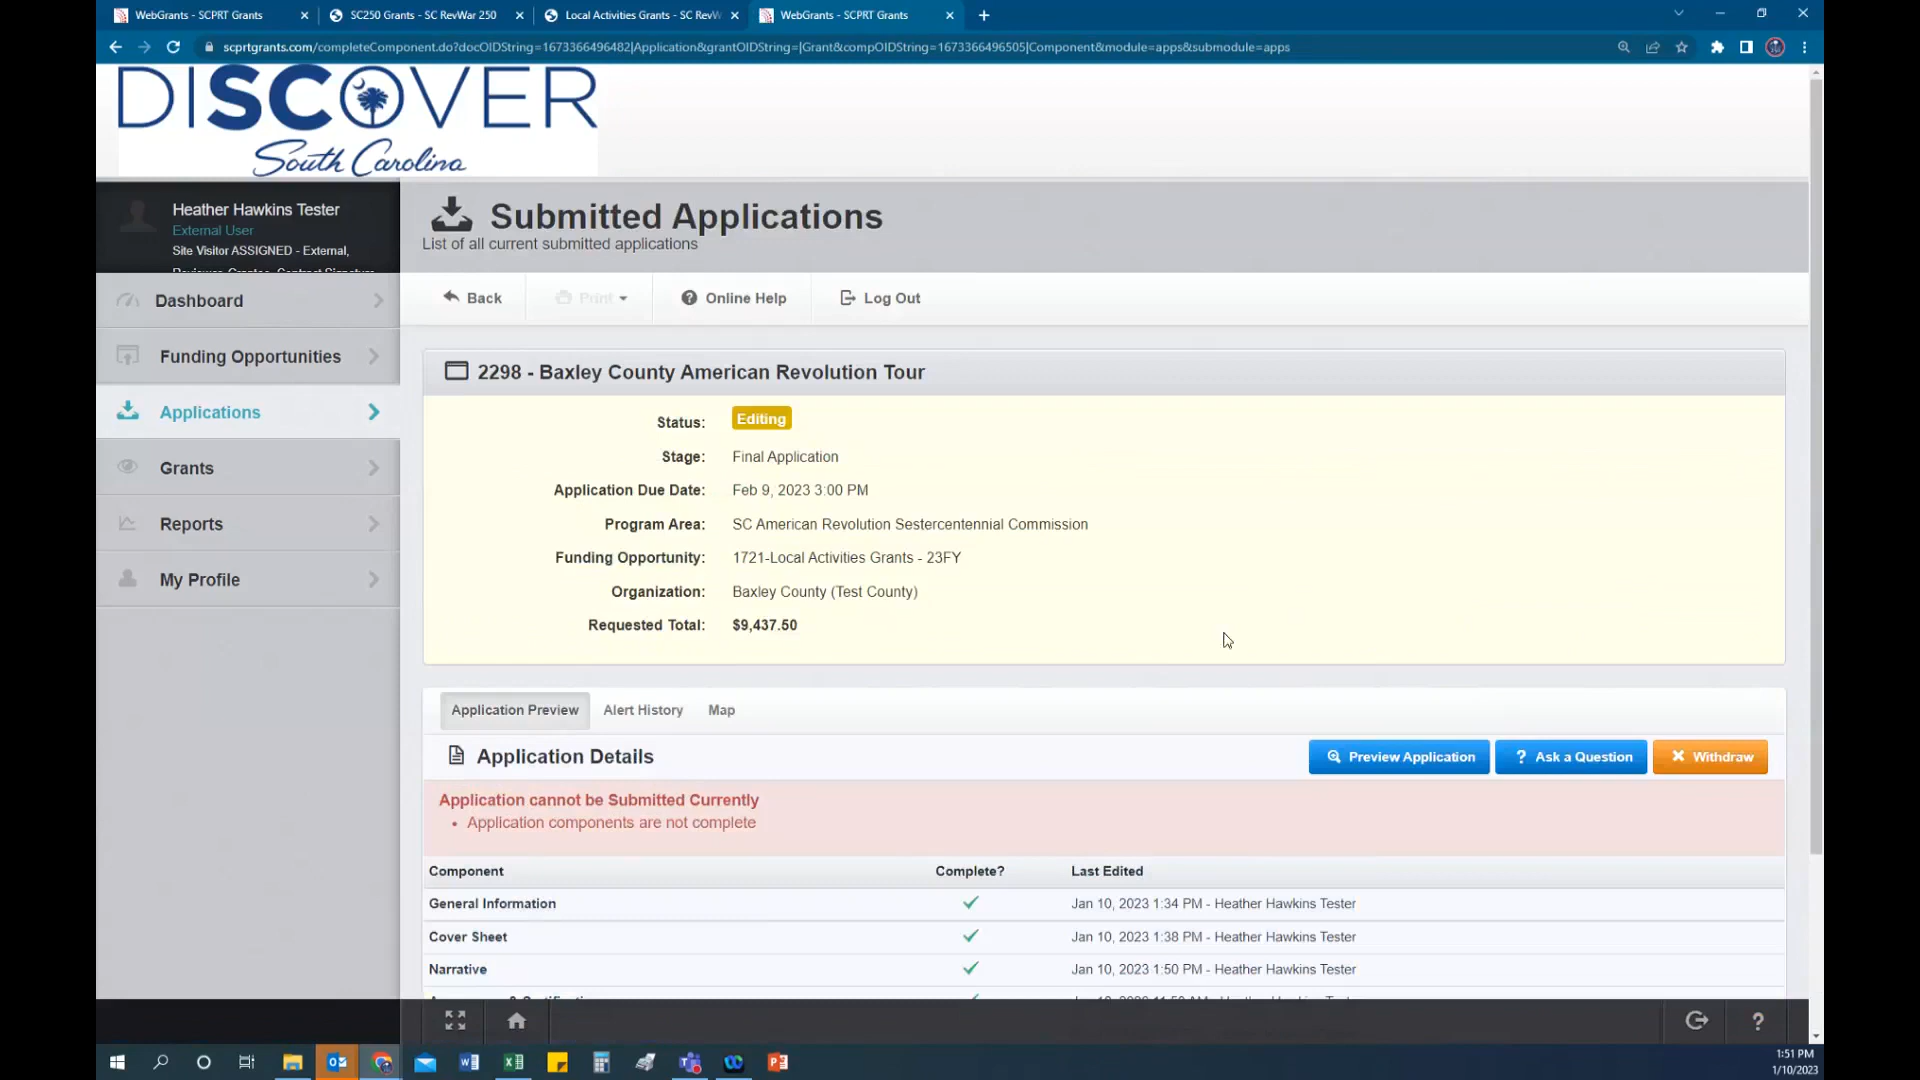 WebGrants - SCPRT Grants
SC250 Grants - SC RevWar 250
Local Activities Grants - SC RevW
WebGrants - SCPRT Grants
scprtgrants.com/completeComponent.do?docOIDString=1673366496482|Application&grantOIDString=|Grant&compOIDString=1673366496505|Component&module=apps&submodule=apps
DISCOVER
South Carolina
Heather Hawkins Tester
External User
Site Visitor ASSIGNED - External,
Reviewer, Grantee, Contract Signature
Submitted Applications
List of all current submitted applications
Back
Print
Online Help
Log Out
Dashboard
Funding Opportunities
Applications
Grants
Reports
My Profile
2298 - Baxley County American Revolution Tour
Status: Editing
Stage: Final Application
Application Due Date: Feb 9, 2023 3:00 PM
Program Area: SC American Revolution Sestercentennial Commission
Funding Opportunity: 1721-Local Activities Grants - 23FY
Organization: Baxley County (Test County)
Requested Total: $9,437.50
Application Preview Alert History Map
Application Details
Preview Application
? Ask a Question
Withdraw
Application cannot be Submitted Currently
• Application components are not complete
Component Complete? Last Edited
General Information Jan 10, 2023 1:34 PM - Heather Hawkins Tester
Cover Sheet Jan 10, 2023 1:38 PM - Heather Hawkins Tester
Narrative Jan 10, 2023 1:50 PM - Heather Hawkins Tester
1:51 PM
1/10/2023